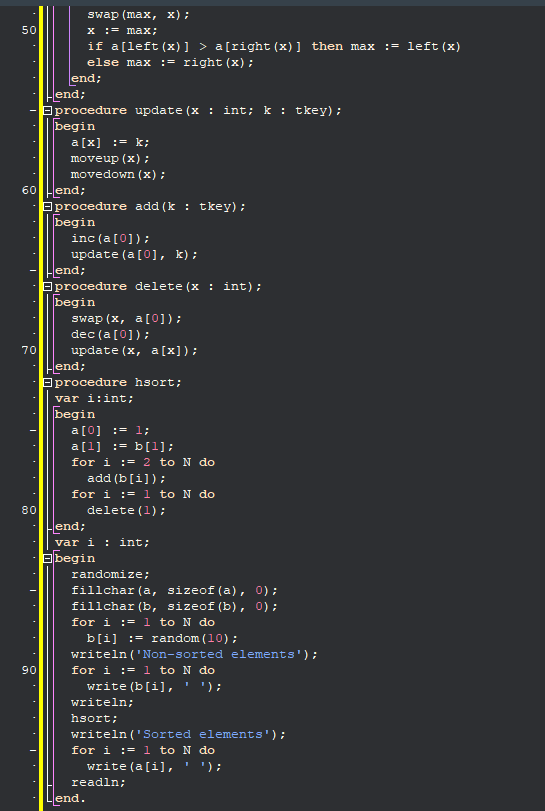 swap(max, x);
50    x := max;
      if a[left(x)] > a[right(x)] then max := left(x)
      else max := right(x);
    end;
  end;
procedure update(x : int; k : tkey);
begin
  a[x] := k;
  moveup(x);
  movedown(x);
60 end;
procedure add(k : tkey);
begin
  inc(a[0]);
  update(a[0], k);
end;
procedure delete(x : int);
begin
  swap(x, a[0]);
  dec(a[0]);
70  update(x, a[x]);
end;
procedure hsort;
var i:int;
begin
  a[0] := 1;
  a[1] := b[1];
  for i := 2 to N do
    add(b[i]);
  for i := 1 to N do
80    delete(1);
end;
var i : int;
begin
  randomize;
  fillchar(a, sizeof(a), 0);
  fillchar(b, sizeof(b), 0);
  for i := 1 to N do
    b[i] := random(10);
  writeln('Non-sorted elements');
90  for i := 1 to N do
    write(b[i], ' ');
  writeln;
  hsort;
  writeln('Sorted elements');
  for i := 1 to N do
    write(a[i], ' ');
  readln;
end.